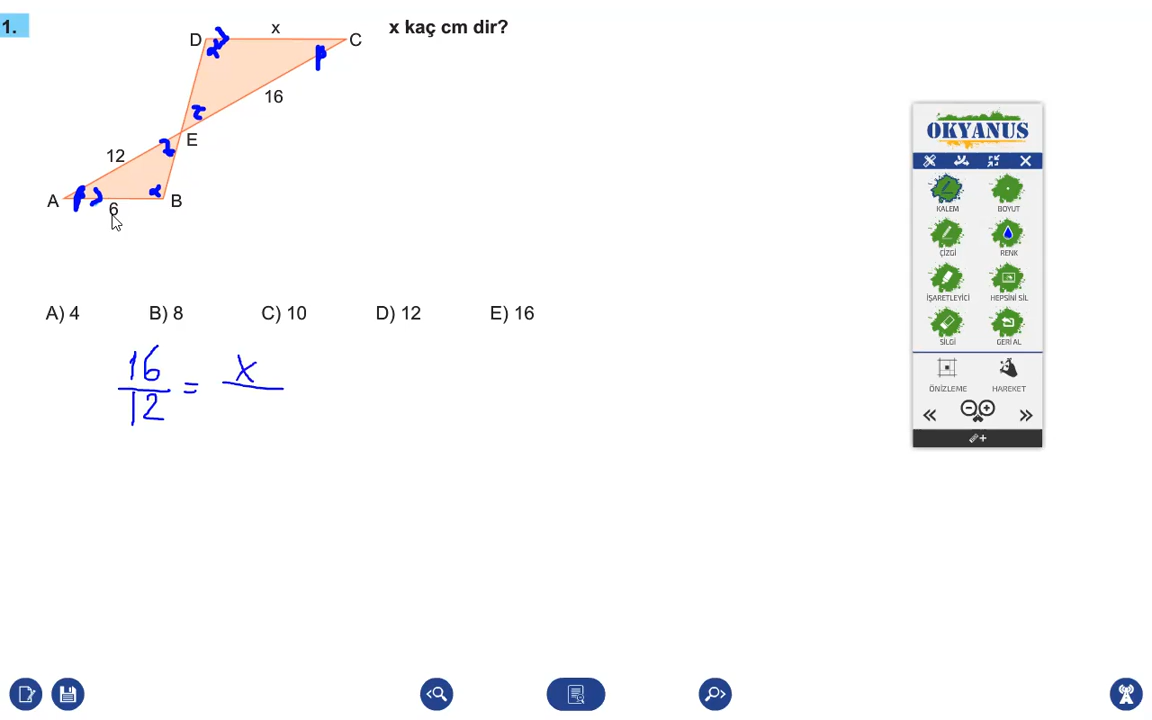 1.
x kaç cm dir?
D
x
C
α
β
16
E
12
A
β
α
B
6
A) 4 B) 8 C) 10 D) 12 E) 16
16/12 = x/
OKYANUS
KALEM BOYUT
ÇİZGİ RENK
İŞARETLEYİCİ HEPSİNİ SİL
SİLGİ GERİ AL
ÖNİZLEME HAREKET